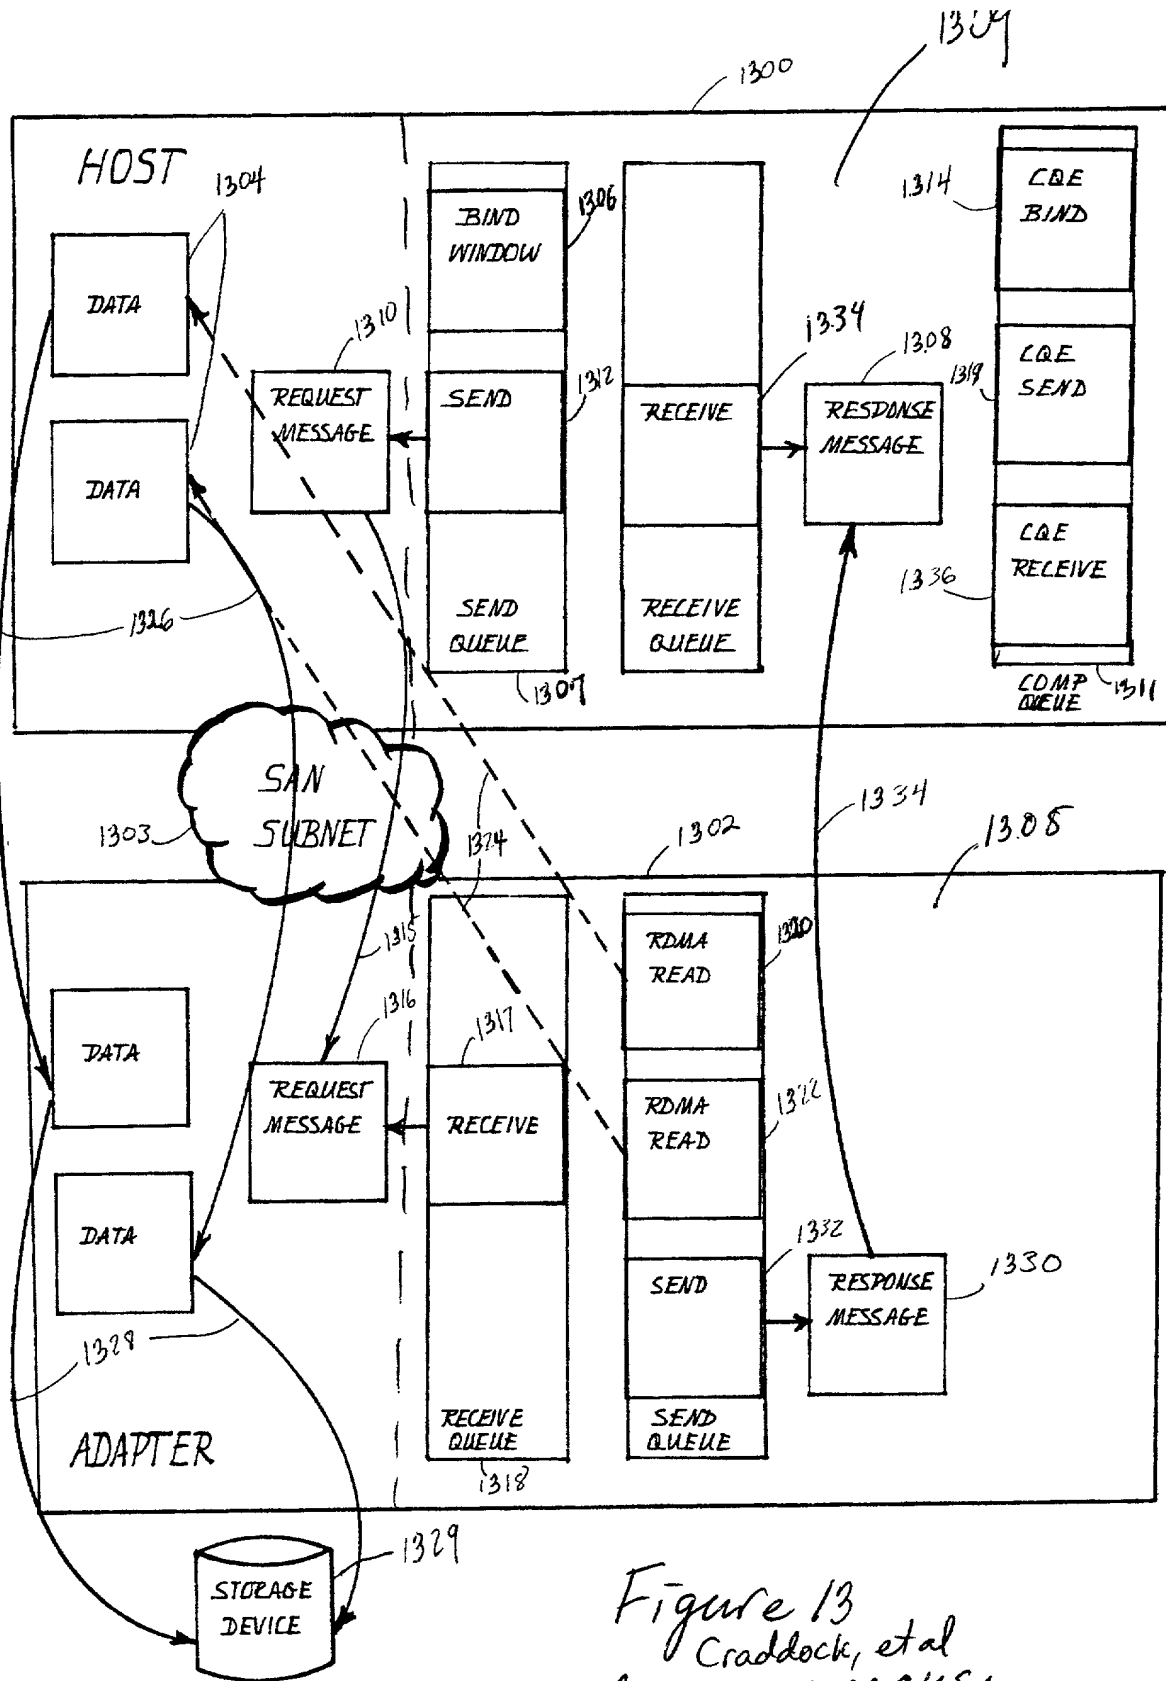 1304
1300
HOST
1304
DATA
DATA
1310
REQUEST
MESSAGE
BIND
WINDOW
1306
SEND
1312
SEND
QUEUE
1307
RECEIVE
1334
RECEIVE
QUEUE
1308
RESPONSE
MESSAGE
1314
CQE
BIND
1319
CQE
SEND
1336
CQE
RECEIVE
COMP
QUEUE
1311
1326
SAN
SUBNET
1303
1324
1302
1334
1308
1315
1316
1317
DATA
REQUEST
MESSAGE
RECEIVE
RDMA
READ
1320
RDMA
READ
1322
DATA
SEND
1332
RESPONSE
MESSAGE
1330
1328
ADAPTER
RECEIVE
QUEUE
1318
SEND
QUEUE
STORAGE
DEVICE
1329
Figure 13
Craddock, et al